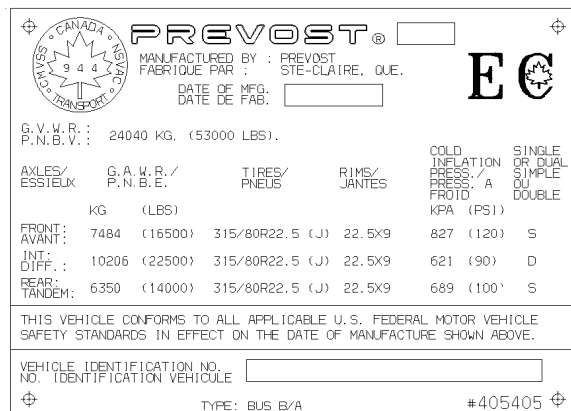 CANADA
CMVSS NSVAC
944
TRANSPORT
PREVOST®
MANUFACTURED BY : PREVOST
FABRIQUE PAR : STE-CLAIRE, QUE.
DATE OF MFG.
DATE DE FAB.
EC
G.V.W.R. :
P.N.B.V. : 24040 KG, (53000 LBS).
AXLES/ G.A.W.R./ TIRES/ RIMS/ COLD INFLATION PRESS./ SINGLE OR DUAL
ESSIEUX P.N.B.E. PNEUS JANTES PRESS. A FROID SIMPLE OU DOUBLE
KG (LBS) KPA (PSI)
FRONT:
AVANT: 7484 (16500) 315/80R22.5 (J) 22.5X9 827 (120) S
INT:
DIFF.: 10206 (22500) 315/80R22.5 (J) 22.5X9 621 (90) D
REAR:
TANDEM: 6350 (14000) 315/80R22.5 (J) 22.5X9 689 (100) S
THIS VEHICLE CONFORMS TO ALL APPLICABLE U.S. FEDERAL MOTOR VEHICLE
SAFETY STANDARDS IN EFFECT ON THE DATE OF MANUFACTURE SHOWN ABOVE.
VEHICLE IDENTIFICATION NO.
NO. IDENTIFICATION VEHICULE
TYPE: BUS B/A #405405